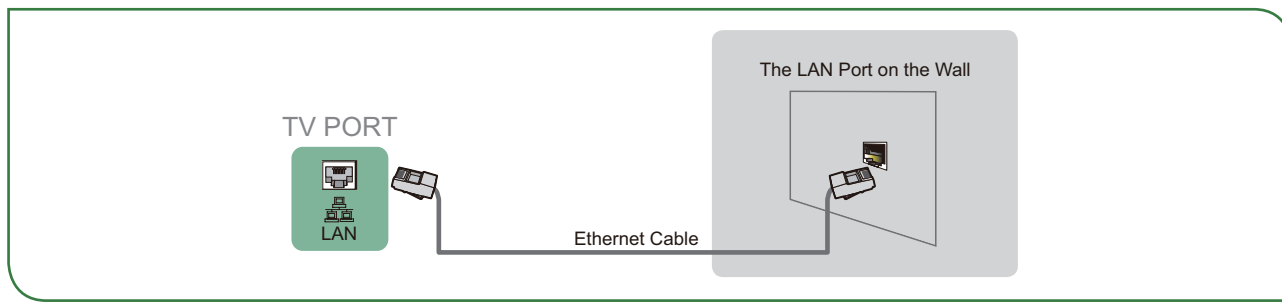 The LAN Port on the Wall
TV PORT
LAN
Ethernet Cable